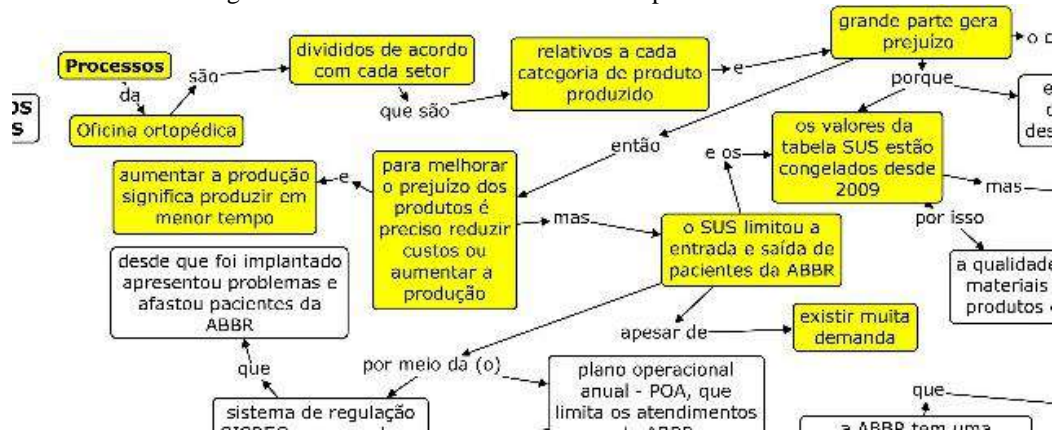 Processos
da
Oficina ortopédica
são
divididos de acordo
com cada setor
que são
relativos a cada
categoria de produto
produzido
e
grande parte gera
prejuízo
o
porque
os valores da
tabela SUS estão
congelados desde
2009
mas
por isso
a qualidade
materiais
produtos
então
para melhorar
o prejuízo dos
produtos é
preciso reduzir
custos ou
aumentar a
produção
e
aumentar a produção
significa produzir em
menor tempo
mas
o SUS limitou a
entrada e saída de
pacientes da ABBR
e os
apesar de
existir muita
demanda
por meio da (o)
plano operacional
anual - POA, que
limita os atendimentos
sistema de regulação
que
desde que foi implantado
apresentou problemas e
afastou pacientes da
ABBR
que
a ABBR tem uma